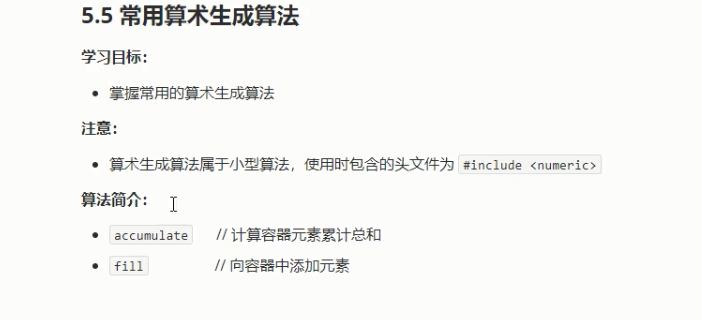 5.5 常用算术生成算法
学习目标：
掌握常用的算术生成算法
注意：
算术生成算法属于小型算法，使用时包含的头文件为 #include <numeric>
算法简介：
accumulate // 计算容器元素累计总和
fill // 向容器中添加元素